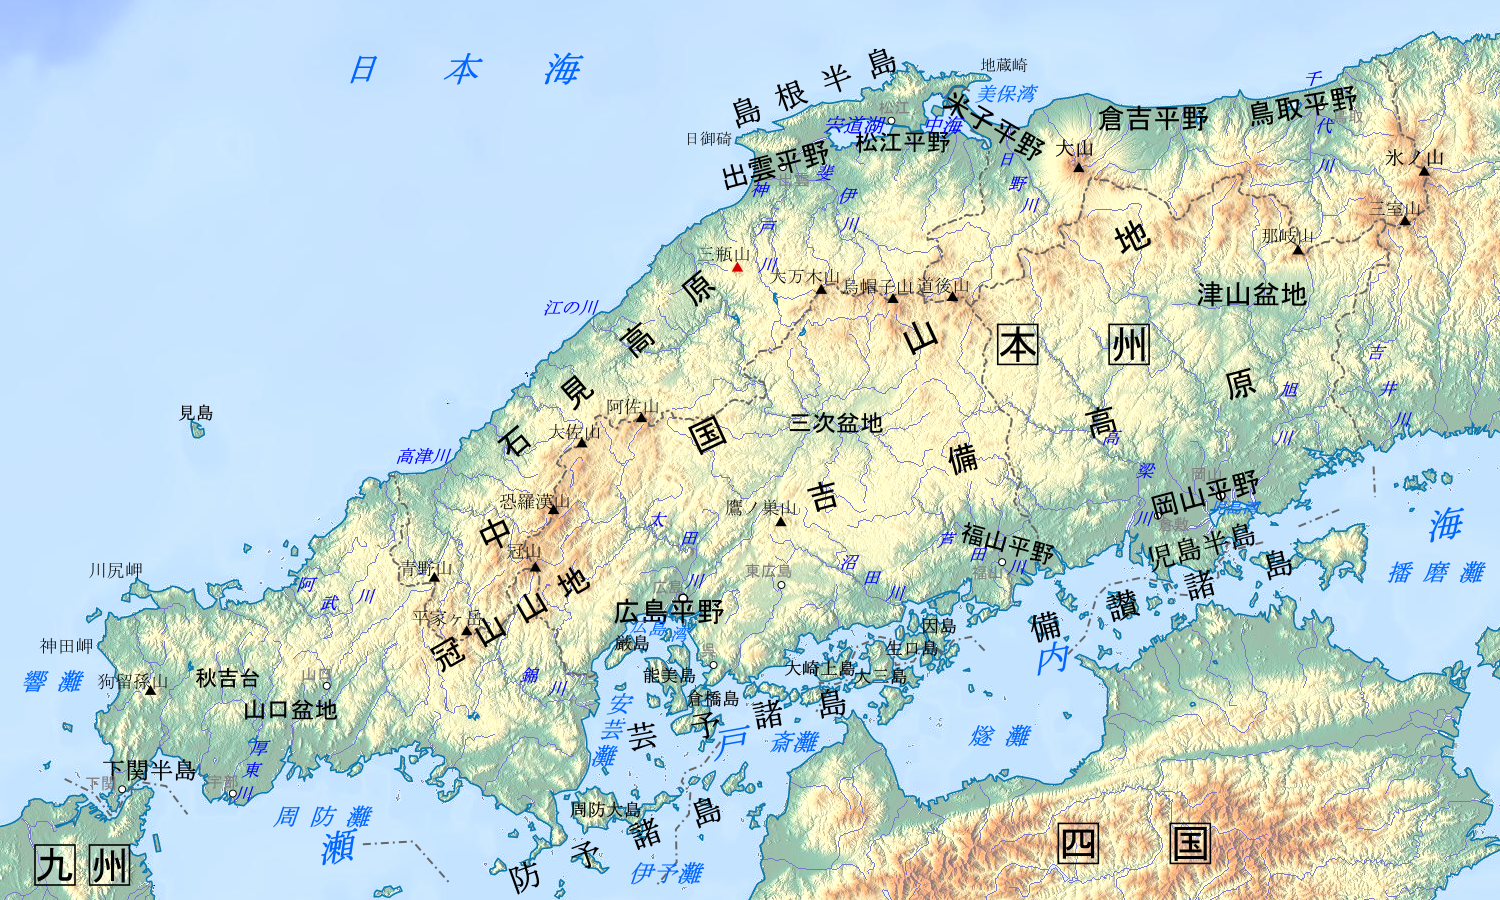 日本海
島根半島
地蔵崎
美保湾
松江
日御碕
宍道湖
中海
米子平野
松江平野
出雲平野
出雲
倉吉平野
鳥取平野
鳥取
千代川
大山
氷ノ山
三室山
那岐山
日野川
斐伊川
神戸川
三瓶山
大万木山
烏帽子山
道後山
江の川
石見高原
津山盆地
中国山地
本州
吉井川
旭川
高梁川
吉備高原
三次盆地
阿佐山
大佐山
見島
高津川
恐羅漢山
冠山
鷹ノ巣山
太田川
沼田川
芦田川
福山平野
福山
岡山
岡山平野
倉敷
児島湾
児島半島
備讃諸島
播磨灘
川尻岬
阿武川
青野山
平家ヶ岳
冠山山地
広島
広島平野
広島湾
東広島
厳島
呉
能美島
倉橋島
大崎上島
大三島
生口島
因島
神田岬
響灘
狗留孫山
秋吉台
山口
山口盆地
錦川
安芸灘
芸予諸島
斎灘
燧灘
下関
下関半島
宇部
厚東川
周防灘
周防大島
防予諸島
伊予灘
瀬戸内海
九州
四国